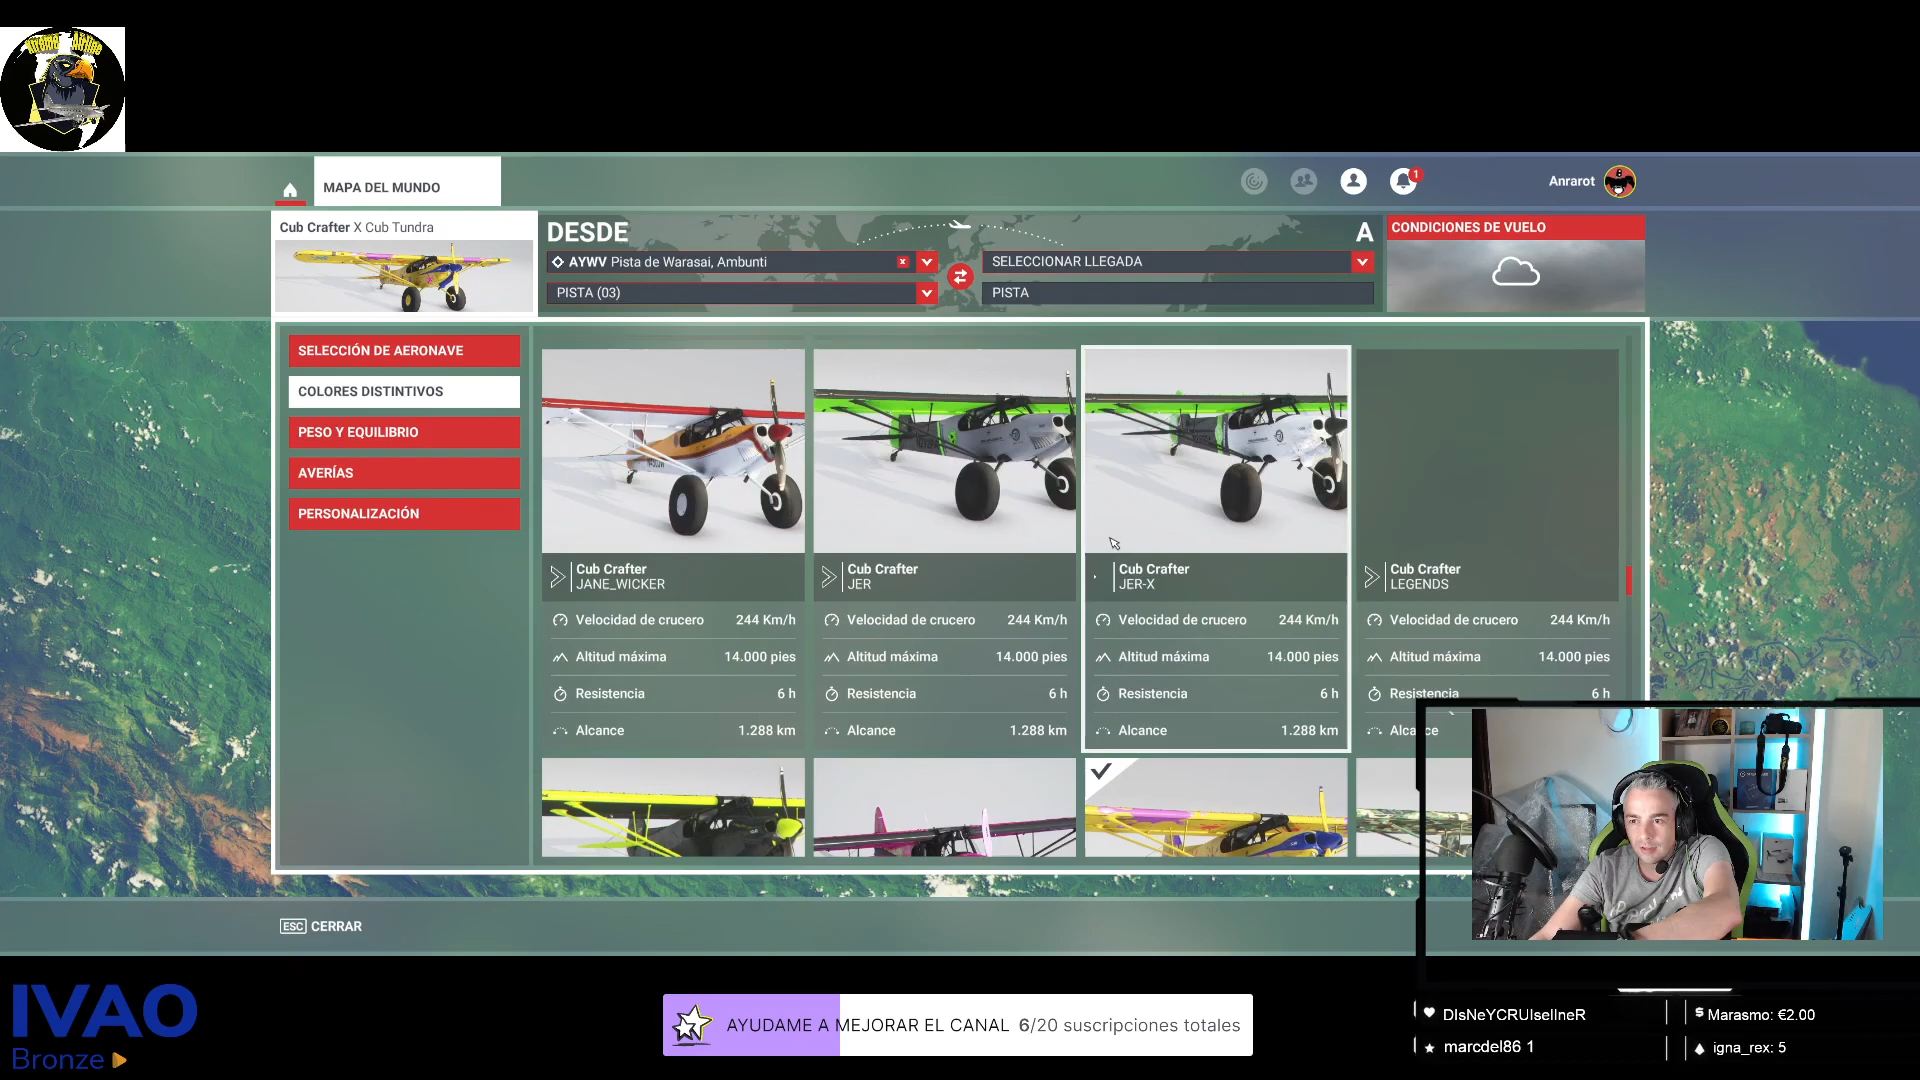 Xtreme Airline
MAPA DEL MUNDO
1
Anrarot
Cub Crafter X Cub Tundra
DESDE
A
AYWV Pista de Warasai, Ambunti
SELECCIONAR LLEGADA
PISTA (03)
PISTA
CONDICIONES DE VUELO
SELECCIÓN DE AERONAVE
COLORES DISTINTIVOS
PESO Y EQUILIBRIO
AVERÍAS
PERSONALIZACIÓN
Cub Crafter
JANE_WICKER
Velocidad de crucero 244 Km/h
Altitud máxima 14.000 pies
Resistencia 6 h
Alcance 1.288 km
Cub Crafter
JER
Velocidad de crucero 244 Km/h
Altitud máxima 14.000 pies
Resistencia 6 h
Alcance 1.288 km
Cub Crafter
JER-X
Velocidad de crucero 244 Km/h
Altitud máxima 14.000 pies
Resistencia 6 h
Alcance 1.288 km
Cub Crafter
LEGENDS
Velocidad de crucero 244 Km/h
Altitud máxima 14.000 pies
Resistencia 6 h
Alcance
ESC CERRAR
IVAO
Bronze
AYUDAME A MEJORAR EL CANAL 6/20 suscripciones totales
DIsNeYCRUIselIneR
Marasmo: €2.00
marcdel86 1
igna_rex: 5